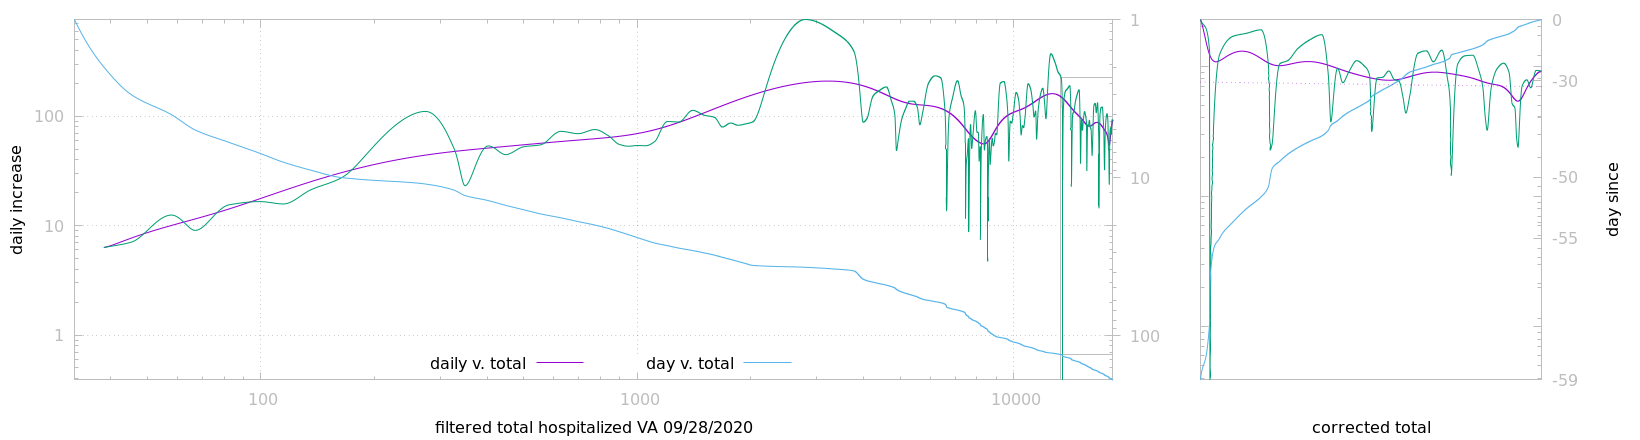 1
0
100
10
1
daily increase
1
10
100
daily v. total
day v. total
100
1000
10000
filtered total hospitalized VA 09/28/2020
-30
-50
-55
-59
day since
corrected total